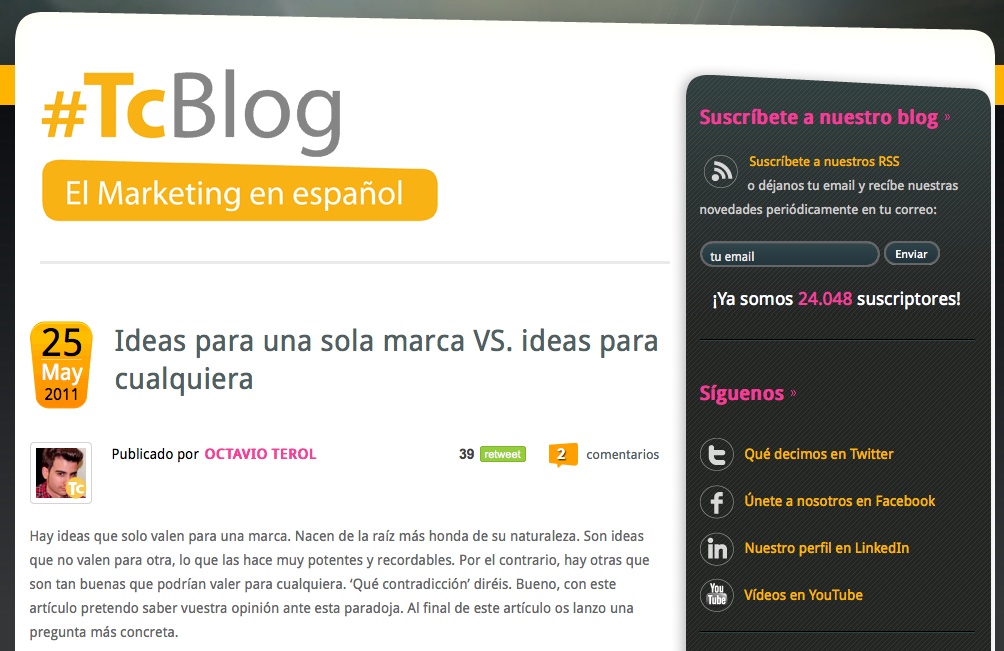 #TcBlog
El Marketing en español
25
May
2011
Ideas para una sola marca VS. ideas para
cualquiera
Publicado por OCTAVIO TEROL
39 retweet
2 comentarios
Tc
Hay ideas que solo valen para una marca. Nacen de la raíz más honda de su naturaleza. Son ideas
que no valen para otra, lo que las hace muy potentes y recordables. Por el contrario, hay otras que
son tan buenas que podrían valer para cualquiera. ‘Qué contradicción’ diréis. Bueno, con este
artículo pretendo saber vuestra opinión ante esta paradoja. Al final de este artículo os lanzo una
pregunta más concreta.
Suscríbete a nuestro blog »
Suscríbete a nuestros RSS
o déjanos tu email y recíbe nuestras
novedades periódicamente en tu correo:
tu email
Enviar
¡Ya somos 24.048 suscriptores!
Síguenos »
Qué decimos en Twitter
Únete a nosotros en Facebook
in
Nuestro perfil en LinkedIn
You
Tube
Vídeos en YouTube